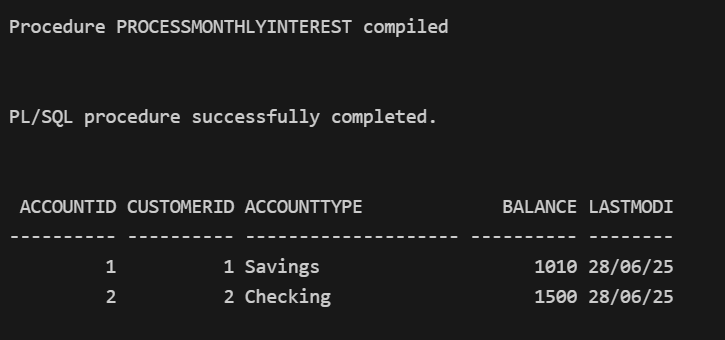 Procedure PROCESSMONTHLYINTEREST compiled
PL/SQL procedure successfully completed.
ACCOUNTID CUSTOMERID ACCOUNTTYPE BALANCE LASTMODI
---------- ---------- -------------------- ---------- --------
1 1 Savings 1010 28/06/25
2 2 Checking 1500 28/06/25